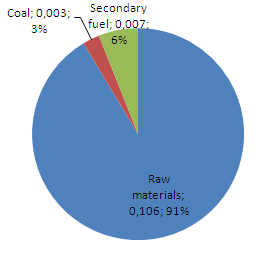 Coal; 0,003;
3%
Secondary
fuel; 0,007;
6%
Raw
materials;
0,106; 91%